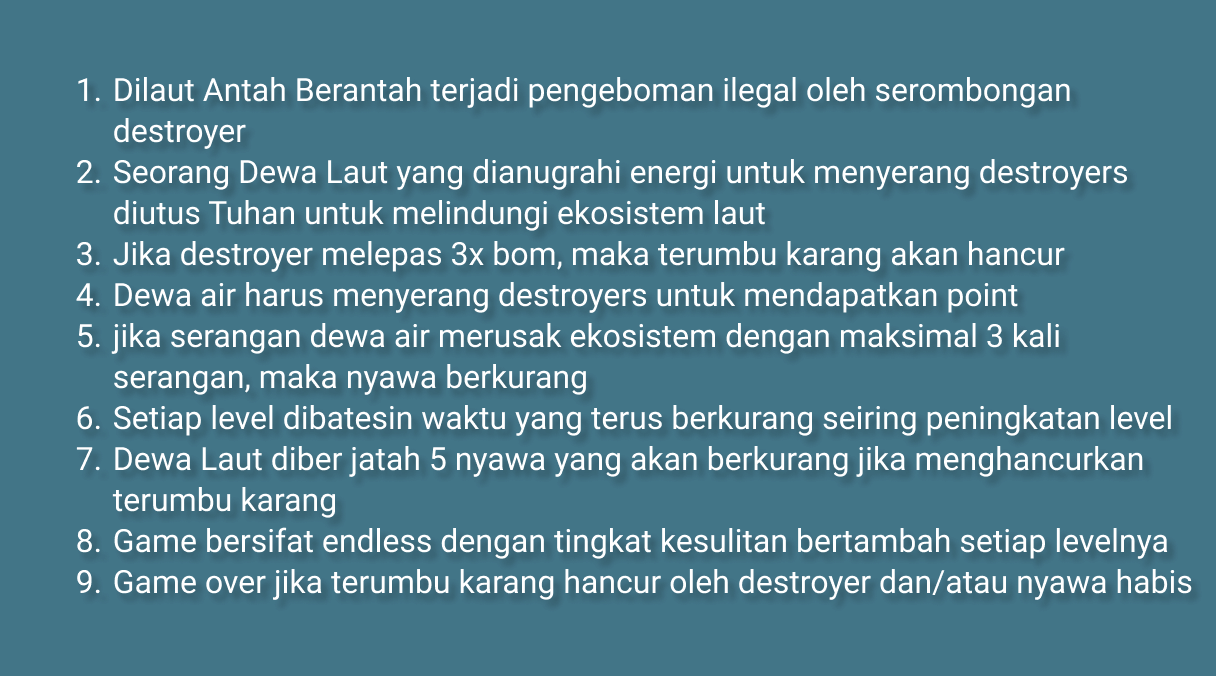 1. Dilaut Antah Berantah terjadi pengeboman ilegal oleh serombongan
destroyer
2. Seorang Dewa Laut yang dianugrahi energi untuk menyerang destroyers
diutus Tuhan untuk melindungi ekosistem laut
3. Jika destroyer melepas 3x bom, maka terumbu karang akan hancur
4. Dewa air harus menyerang destroyers untuk mendapatkan point
5. jika serangan dewa air merusak ekosistem dengan maksimal 3 kali
serangan, maka nyawa berkurang
6. Setiap level dibatesin waktu yang terus berkurang seiring peningkatan level
7. Dewa Laut diber jatah 5 nyawa yang akan berkurang jika menghancurkan
terumbu karang
8. Game bersifat endless dengan tingkat kesulitan bertambah setiap levelnya
9. Game over jika terumbu karang hancur oleh destroyer dan/atau nyawa habis